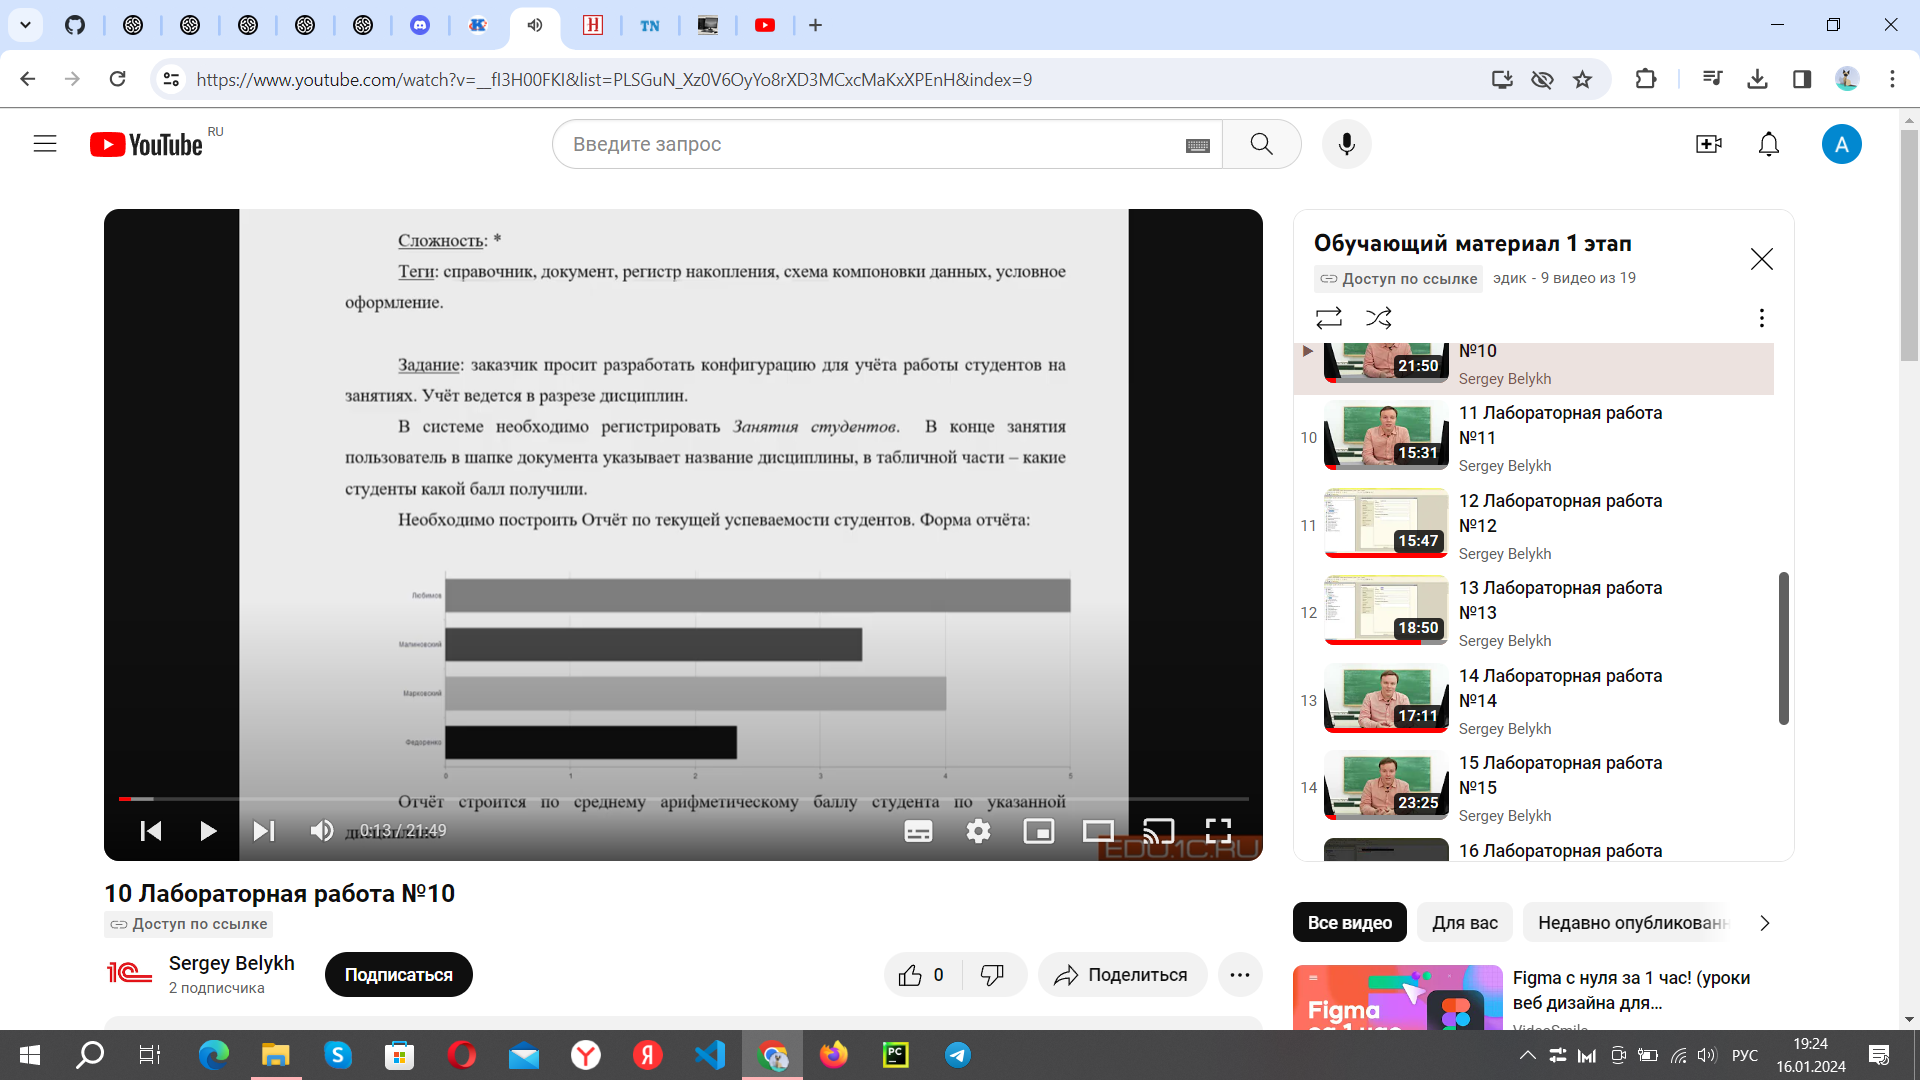 https://www.youtube.com/watch?v=__fI3H00FKI&list=PLSGuN_Xz0V6OyYo8rXD3MCxcMaKxXPEnH&index=9
YouTube RU
Введите запрос
A
Сложность: *
Теги: справочник, документ, регистр накопления, схема компоновки данных, условное
оформление.
Задание: заказчик просит разработать конфигурацию для учёта работы студентов на
занятиях. Учёт ведется в разрезе дисциплин.
В системе необходимо регистрировать Занятия студентов. В конце занятия
пользователь в шапке документа указывает название дисциплины, в табличной части – какие
студенты какой балл получили.
Необходимо построить Отчёт по текущей успеваемости студентов. Форма отчёта:
Любимов
Малиновский
Марковский
Федоренко
0 1 2 3 4 5
Отчёт строится по среднему арифметическому баллу студента по указанной
0:13 / 21:49
EDU.1C.RU
10 Лабораторная работа №10
Доступ по ссылке
1C
Sergey Belykh
2 подписчика
Подписаться
0
Поделиться
Обучающий материал 1 этап
Доступ по ссылке
эдик - 9 видео из 19
21:50
№10
Sergey Belykh
10
15:31
11 Лабораторная работа
№11
Sergey Belykh
11
15:47
12 Лабораторная работа
№12
Sergey Belykh
12
18:50
13 Лабораторная работа
№13
Sergey Belykh
13
17:11
14 Лабораторная работа
№14
Sergey Belykh
14
23:25
15 Лабораторная работа
№15
Sergey Belykh
16 Лабораторная работа
Все видео
Для вас
Недавно опубликованн
Figma
за 1 час
Figma с нуля за 1 час! (уроки
веб дизайна для...
VideoSmile
РУС
19:24
16.01.2024